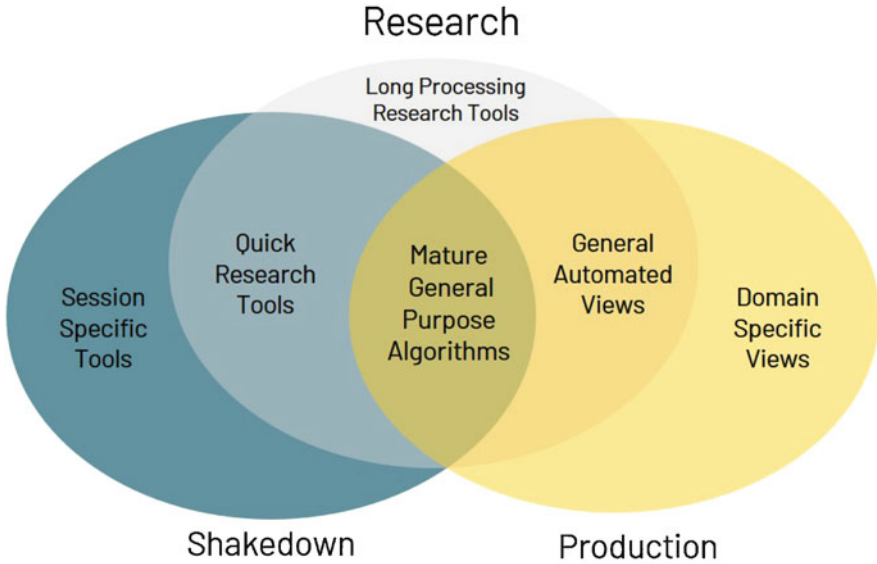 Research
Long Processing
Research Tools
Quick
Research
Tools
Mature
General
Purpose
Algorithms
General
Automated
Views
Session
Specific
Tools
Domain
Specific
Views
Shakedown
Production